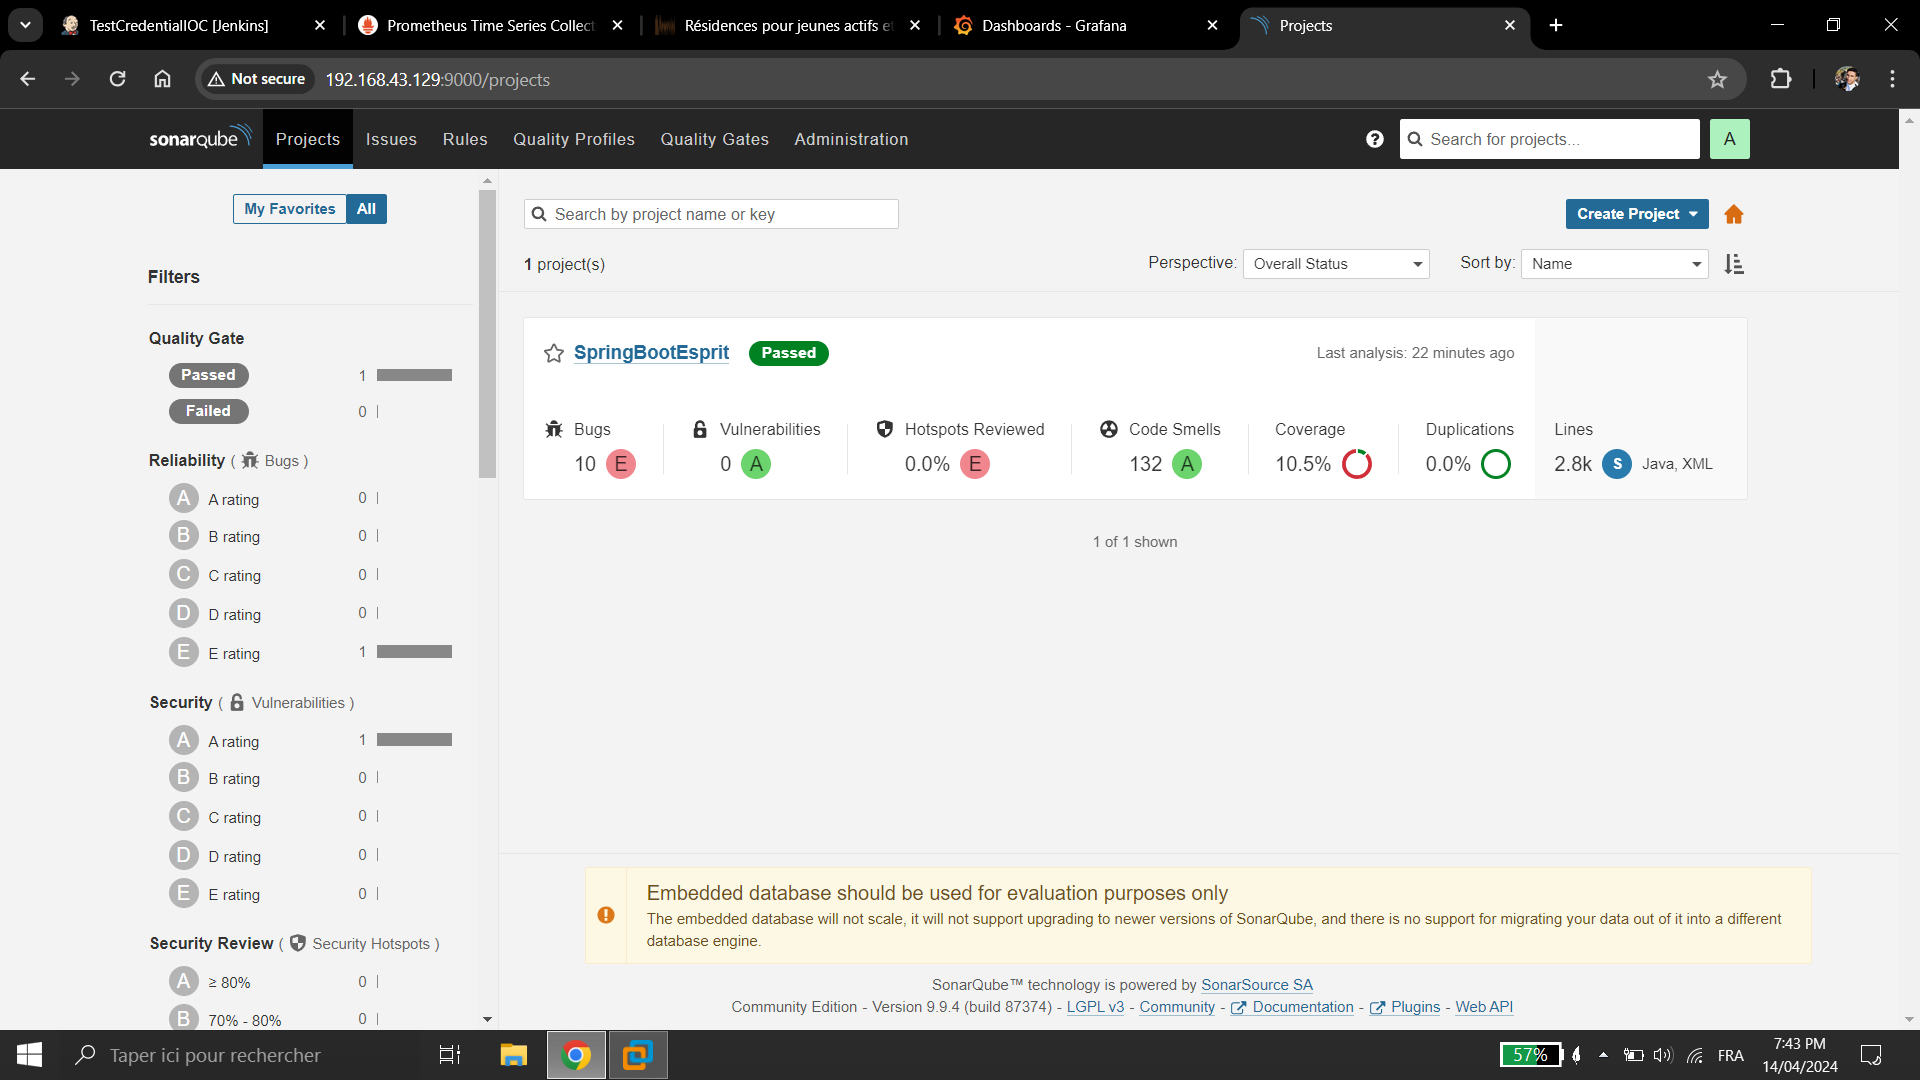 TestCredentialIOC [Jenkins]
Prometheus Time Series Collect
Résidences pour jeunes actifs et
Dashboards - Grafana
Projects
Not secure
192.168.43.129:9000/projects
sonarqube
Projects
Issues
Rules
Quality Profiles
Quality Gates
Administration
Search for projects...
A
My Favorites
All
Search by project name or key
Create Project
1 project(s)
Perspective:
Overall Status
Sort by:
Name
Filters
Quality Gate
Passed 1
Failed 0
Reliability ( Bugs )
A A rating 0
B B rating 0
C C rating 0
D D rating 0
E E rating 1
Security ( Vulnerabilities )
A A rating 1
B B rating 0
C C rating 0
D D rating 0
E E rating 0
Security Review ( Security Hotspots )
A ≥ 80% 0
B 70% - 80% 0
SpringBootEsprit
Passed
Last analysis: 22 minutes ago
Bugs
10 E
Vulnerabilities
0 A
Hotspots Reviewed
0.0% E
Code Smells
132 A
Coverage
10.5%
Duplications
0.0%
Lines
2.8k S Java, XML
1 of 1 shown
Embedded database should be used for evaluation purposes only
The embedded database will not scale, it will not support upgrading to newer versions of SonarQube, and there is no support for migrating your data out of it into a different
database engine.
SonarQube™ technology is powered by SonarSource SA
Community Edition - Version 9.9.4 (build 87374) - LGPL v3 - Community - Documentation - Plugins - Web API
Taper ici pour rechercher
57%
FRA
7:43 PM
14/04/2024